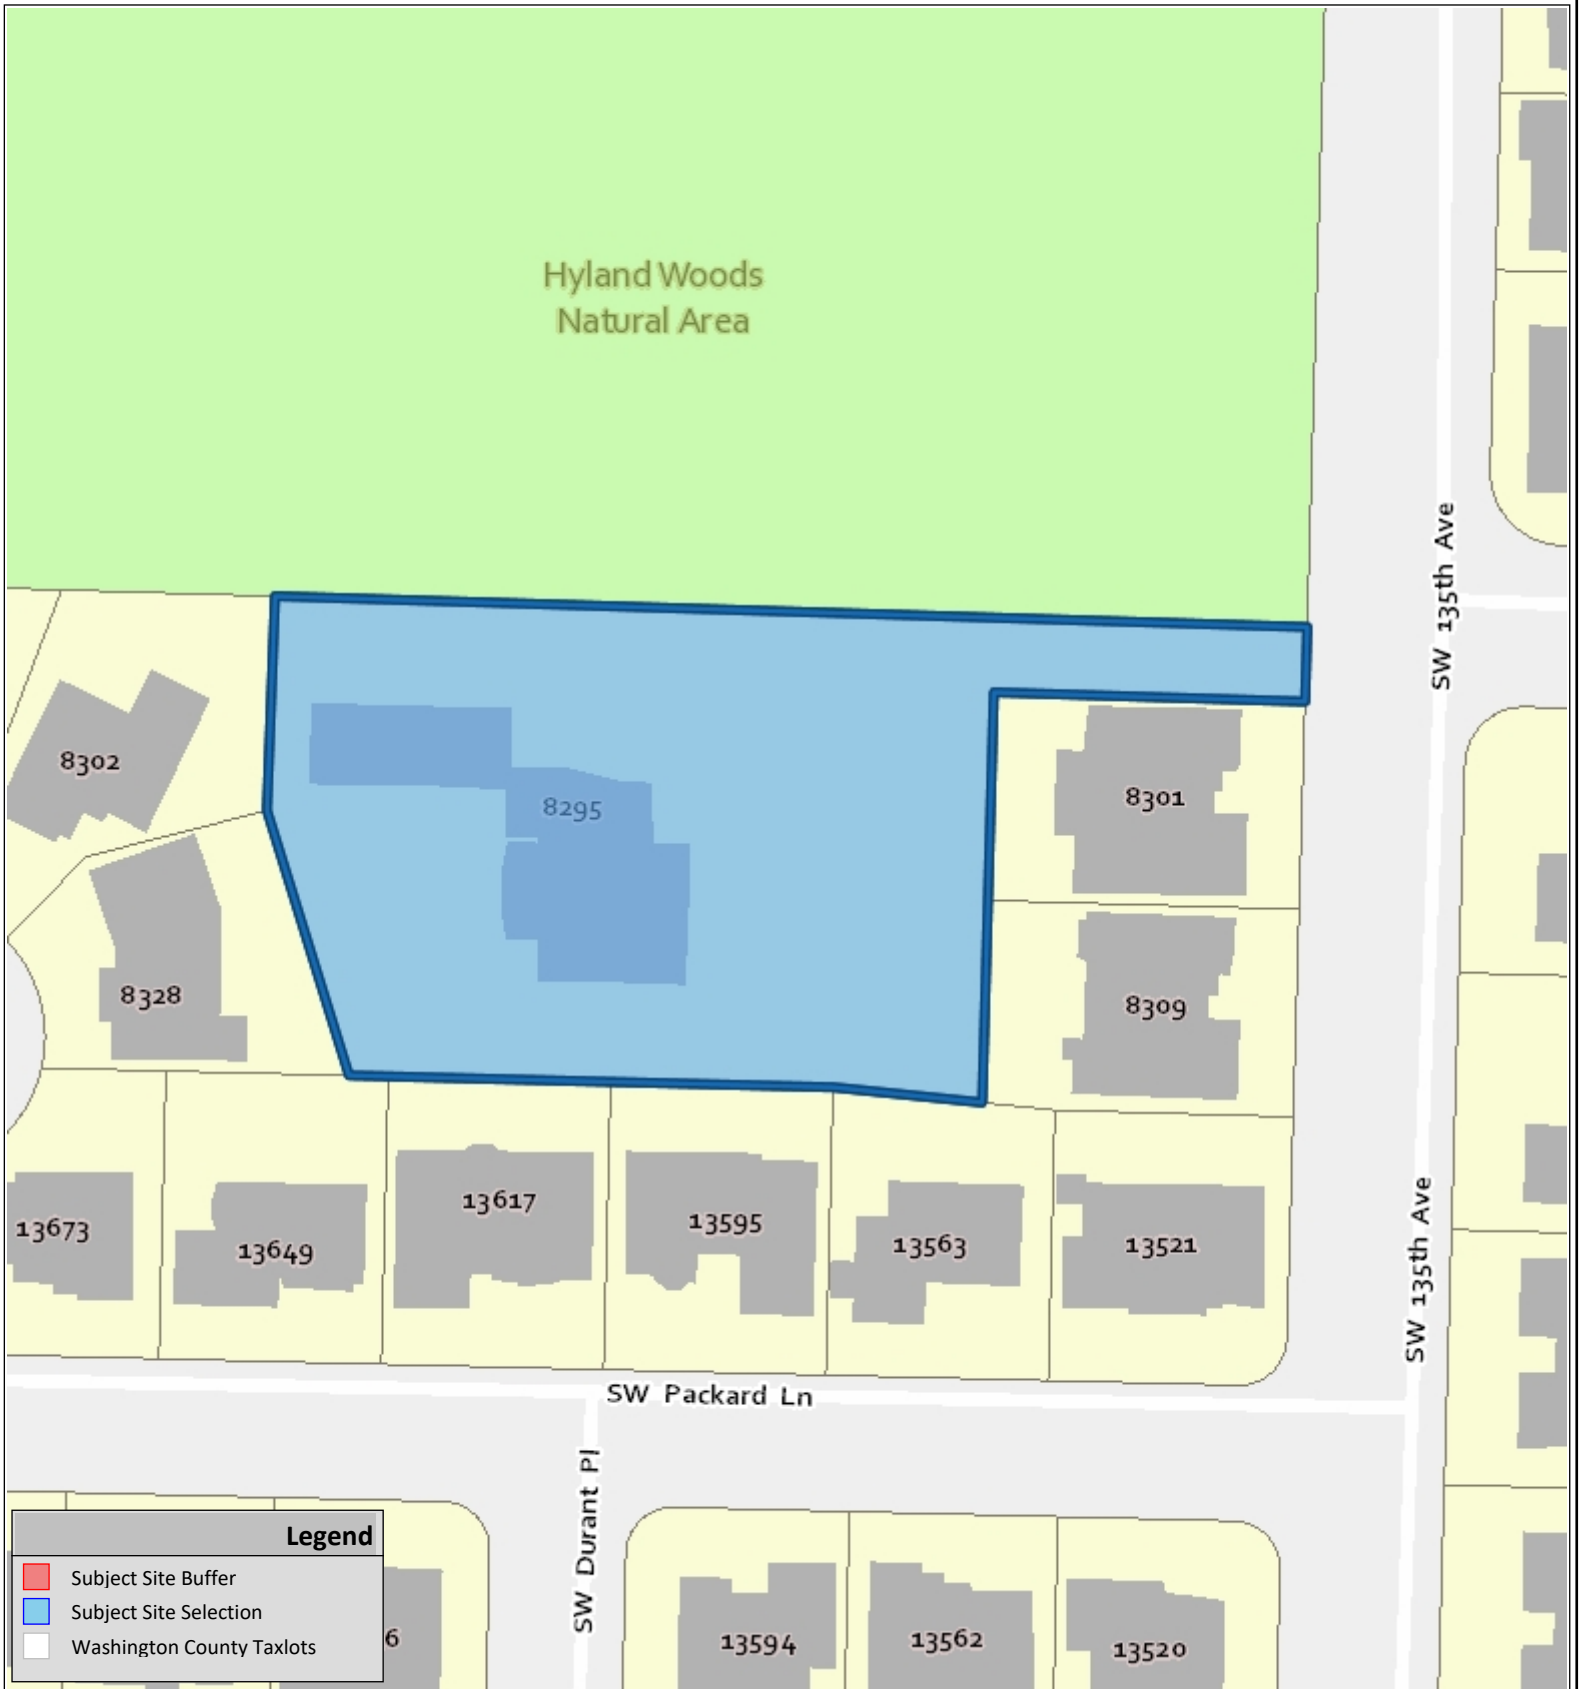 Hyland Woods
Natural Area
SW 135th Ave
8302
8295
8301
8328
8309
SW 135th Ave
13673
13649
13617
13595
13563
13521
SW Packard Ln
SW Durant Pl
Legend
Subject Site Buffer
Subject Site Selection
Washington County Taxlots
6
13594
13562
13520